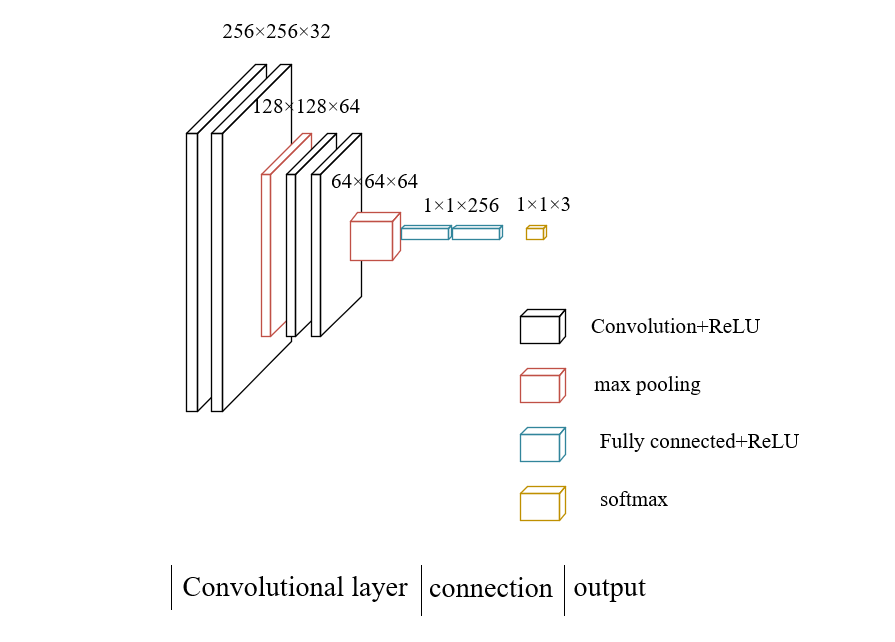 256×256×32
128×128×64
64×64×64
1×1×256
1×1×3
Convolution+ReLU
max pooling
Fully connected+ReLU
softmax
Convolutional layer
connection
output